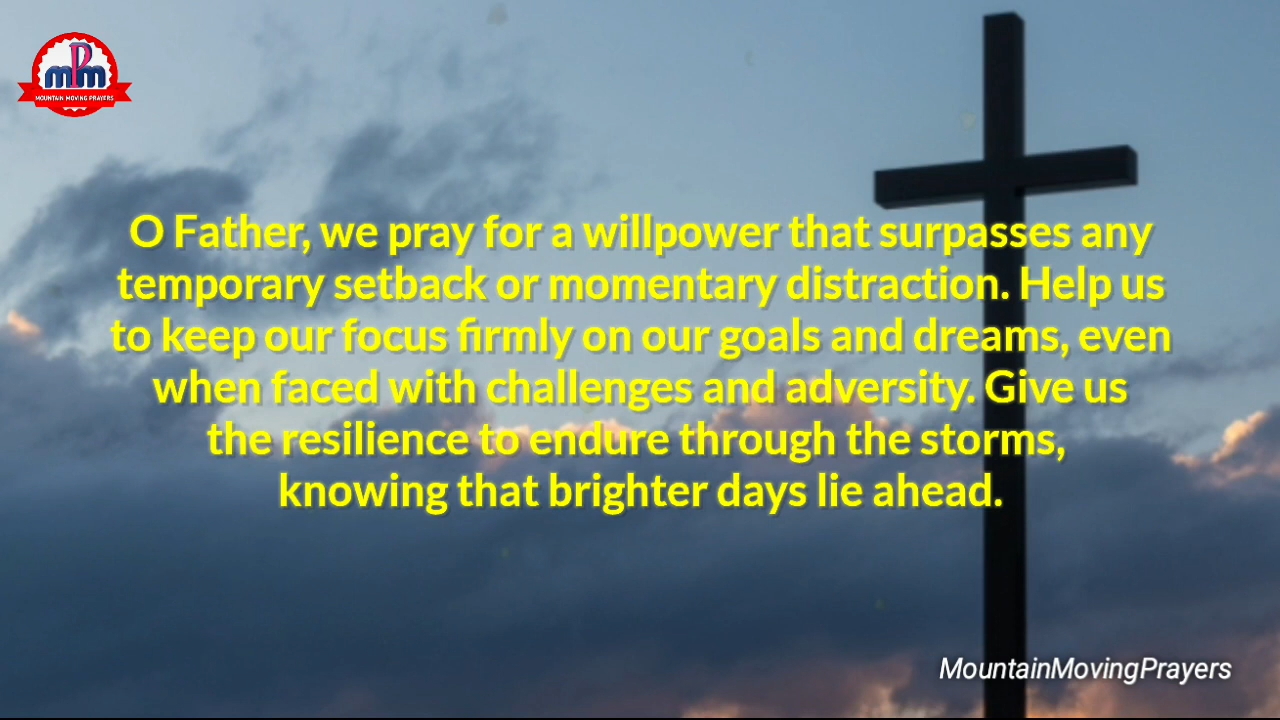 mPm
MOUNTAIN MOVING PRAYERS
O Father, we pray for a willpower that surpasses any
temporary setback or momentary distraction. Help us
to keep our focus firmly on our goals and dreams, even
when faced with challenges and adversity. Give us
the resilience to endure through the storms,
knowing that brighter days lie ahead.
MountainMovingPrayers